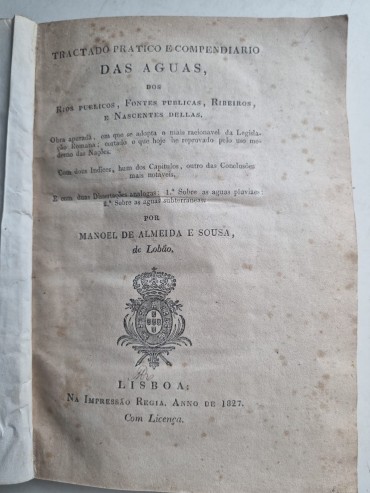 TRACTADO PRATICO E COMPENDIARIO
DAS AGUAS,
DOS
RIOS PUBLICOS, FONTES PUBLICAS, RIBEIROS,
E NASCENTES DELLAS.
Obra apurada, em que se adopta o mais racionavel da Legisla-
ção Romana; notado o que hoje he reprovado pelo uso mo-
derno das Nações.
Com dois Indices, hum dos Capitulos, outro das Conclusões
mais notaveis,
E com duas Dissertações analogas: 1.ª Sobre as aguas pluviaes:
2.ª Sobre as aguas subterraneas
POR
MANOEL DE ALMEIDA E SOUSA,
de Lobão.
LISBOA;
NA IMPRESSÃO REGIA. ANNO DE 1827.
Com Licença.